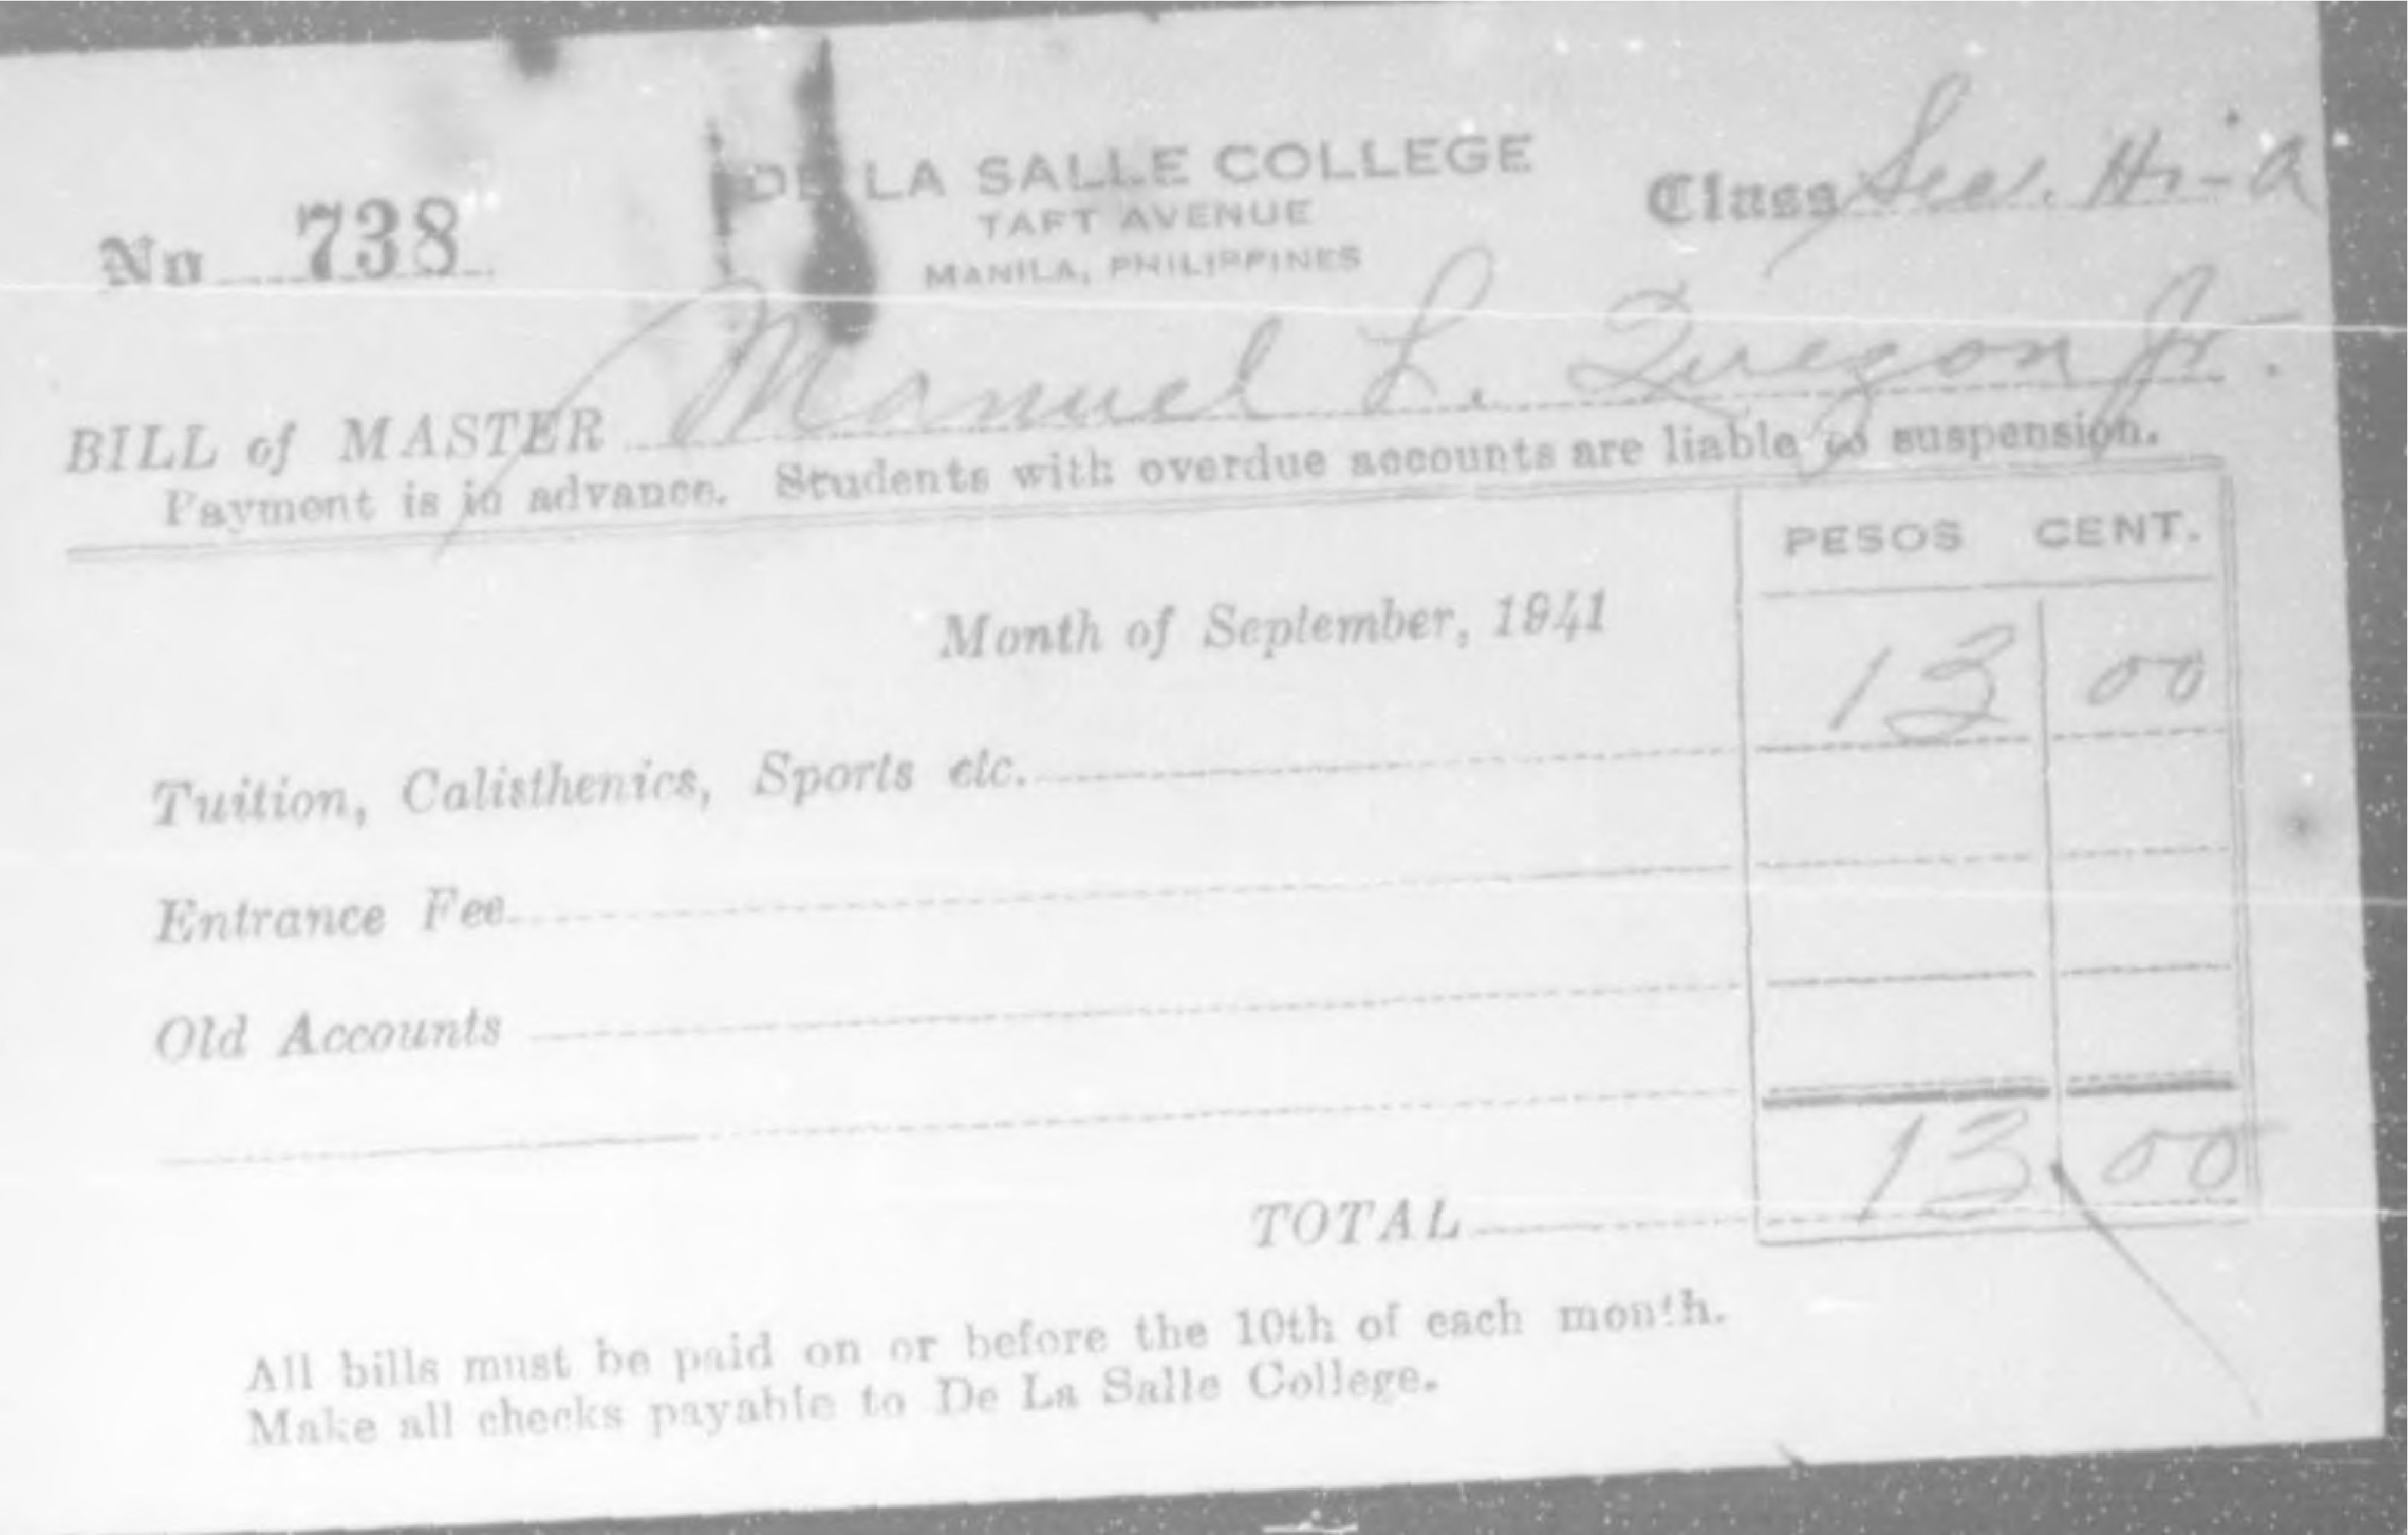 DE LA SALLE COLLEGE
TAFT AVENUE
MANILA, PHILIPPINES
No 738
Class Sec. Hi-A
BILL of MASTER Manuel L. Quezon Jr.
Payment is in advance. Students with overdue accounts are liable to suspension.
PESOS CENT.
Month of September, 1941
Tuition, Calisthenics, Sports etc. 13 00
Entrance Fee
Old Accounts
TOTAL 13.00
All bills must be paid on or before the 10th of each month.
Make all checks payable to De La Salle College.